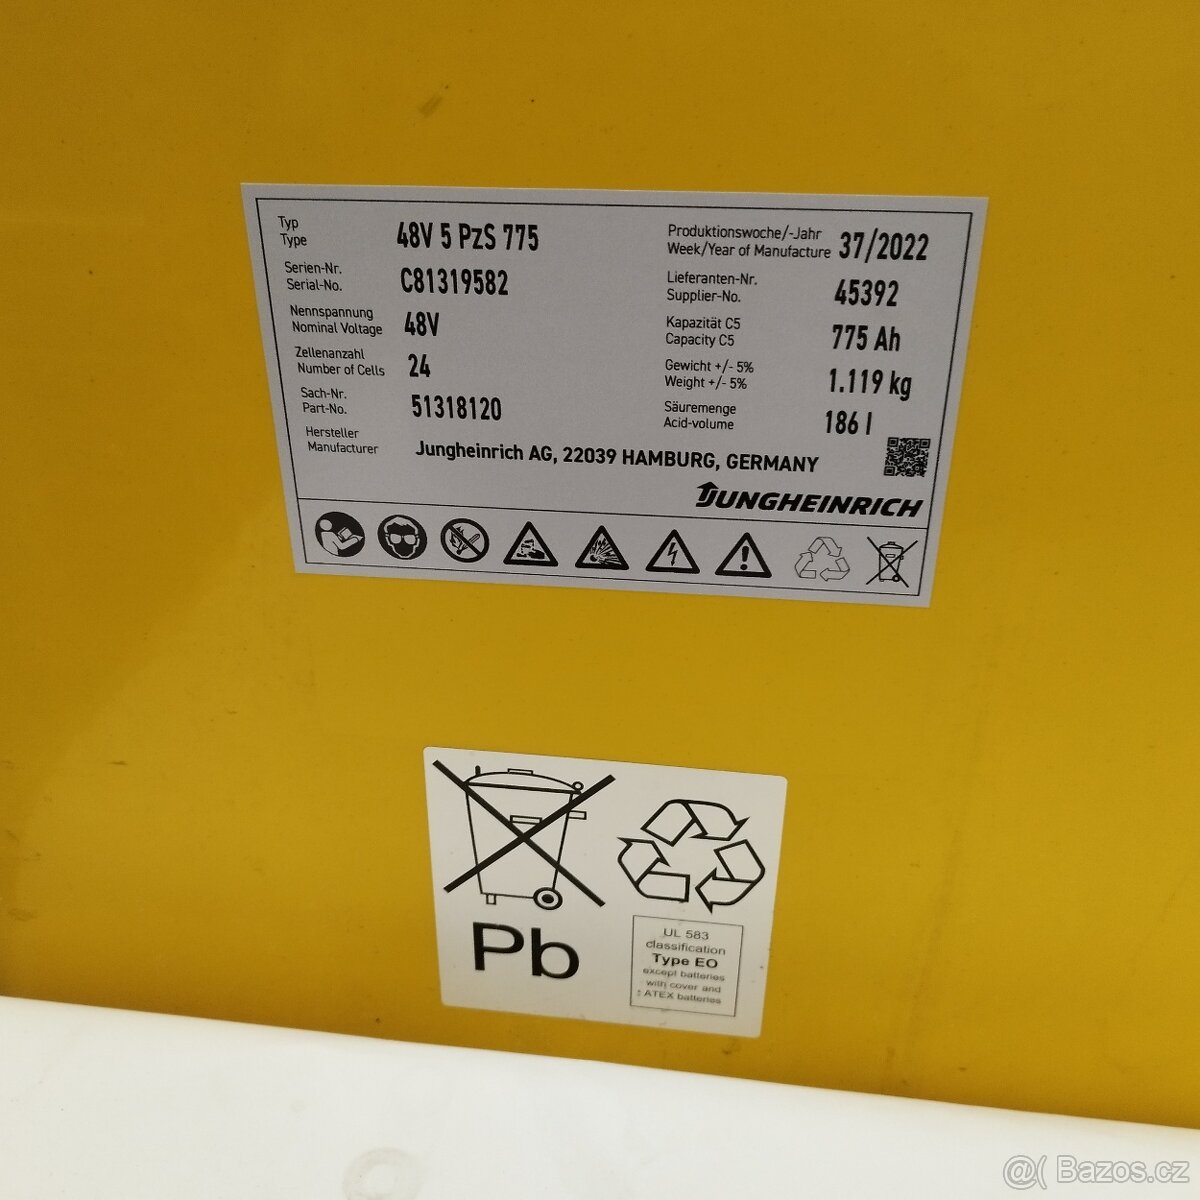 Typ
Type
48V 5 PzS 775
Serien-Nr.
Serial-No.
C81319582
Nennspannung
Nominal Voltage
48V
Zellenanzahl
Number of Cells
24
Sach-Nr.
Part-No.
51318120
Hersteller
Manufacturer
Jungheinrich AG, 22039 HAMBURG, GERMANY
Produktionswoche/-Jahr
Week/Year of Manufacture
37/2022
Lieferanten-Nr.
Supplier-No.
45392
Kapazität C5
Capacity C5
775 Ah
Gewicht +/- 5%
Weight +/- 5%
1.119 kg
Säuremenge
Acid-volume
186 l
JUNGHEINRICH
Pb
UL 583
classification
Type EO
except batteries
with cover and
ATEX batteries
@( Bazos.cz